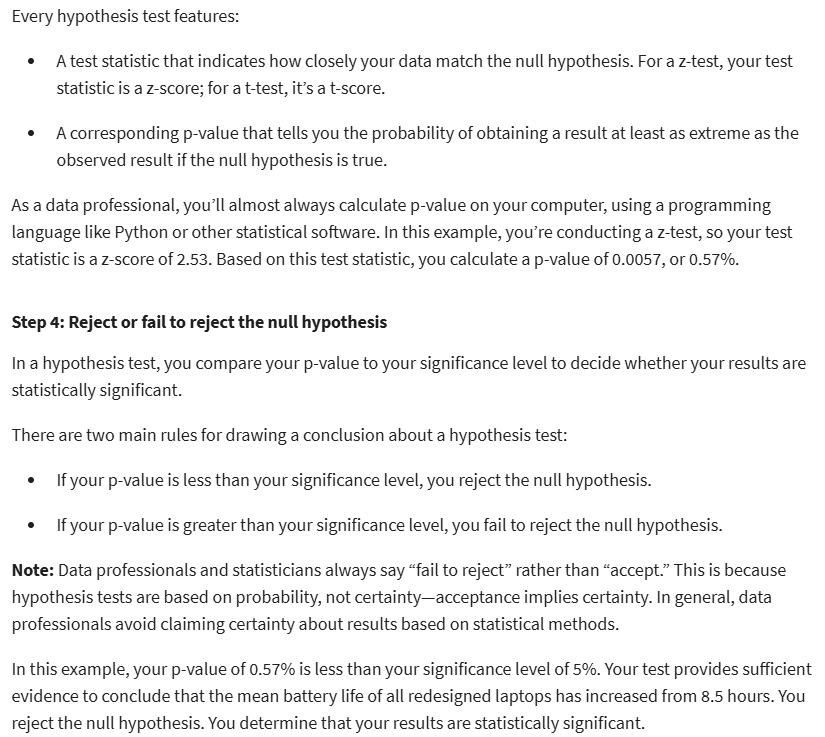 Every hypothesis test features:
• A test statistic that indicates how closely your data match the null hypothesis. For a z-test, your test
statistic is a z-score; for a t-test, it’s a t-score.
• A corresponding p-value that tells you the probability of obtaining a result at least as extreme as the
observed result if the null hypothesis is true.
As a data professional, you’ll almost always calculate p-value on your computer, using a programming
language like Python or other statistical software. In this example, you’re conducting a z-test, so your test
statistic is a z-score of 2.53. Based on this test statistic, you calculate a p-value of 0.0057, or 0.57%.
Step 4: Reject or fail to reject the null hypothesis
In a hypothesis test, you compare your p-value to your significance level to decide whether your results are
statistically significant.
There are two main rules for drawing a conclusion about a hypothesis test:
• If your p-value is less than your significance level, you reject the null hypothesis.
• If your p-value is greater than your significance level, you fail to reject the null hypothesis.
Note: Data professionals and statisticians always say “fail to reject” rather than “accept.” This is because
hypothesis tests are based on probability, not certainty—acceptance implies certainty. In general, data
professionals avoid claiming certainty about results based on statistical methods.
In this example, your p-value of 0.57% is less than your significance level of 5%. Your test provides sufficient
evidence to conclude that the mean battery life of all redesigned laptops has increased from 8.5 hours. You
reject the null hypothesis. You determine that your results are statistically significant.